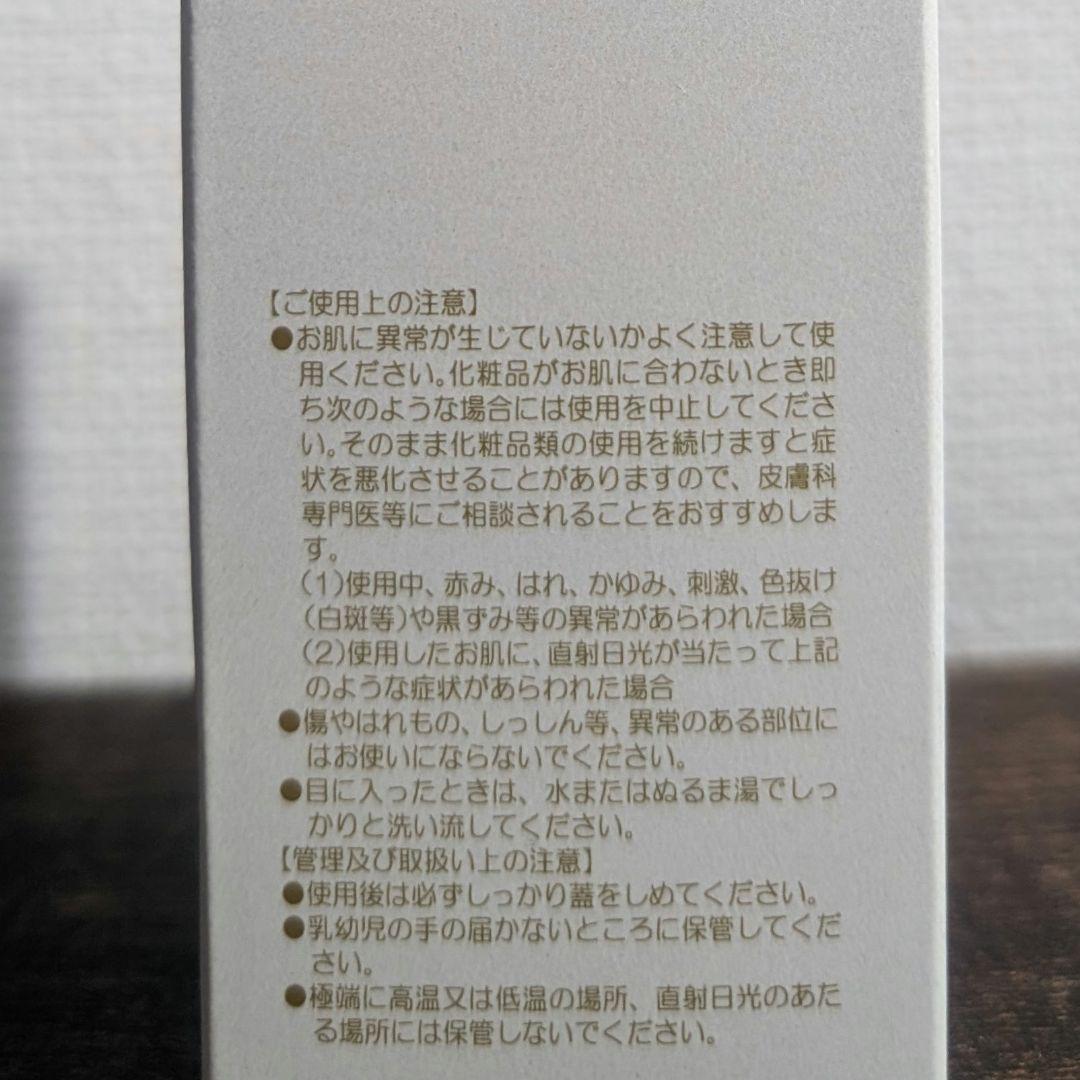 【ご使用上の注意】
●お肌に異常が生じていないかよく注意して使
用ください。化粧品がお肌に合わないとき即
ち次のような場合には使用を中止してくださ
い。そのまま化粧品類の使用を続けますと症
状を悪化させることがありますので、皮膚科
専門医等にご相談されることをおすすめしま
す。
(1)使用中、赤み、はれ、かゆみ、刺激、色抜け
(白斑等)や黒ずみ等の異常があらわれた場合
(2)使用したお肌に、直射日光が当たって上記
のような症状があらわれた場合
●傷やはれもの、しっしん等、異常のある部位に
はお使いにならないでください。
●目に入ったときは、水またはぬるま湯でしっ
かりと洗い流してください。
【管理及び取扱い上の注意】
●使用後は必ずしっかり蓋をしめてください。
●乳幼児の手の届かないところに保管してくだ
さい。
●極端に高温又は低温の場所、直射日光のあた
る場所には保管しないでください。